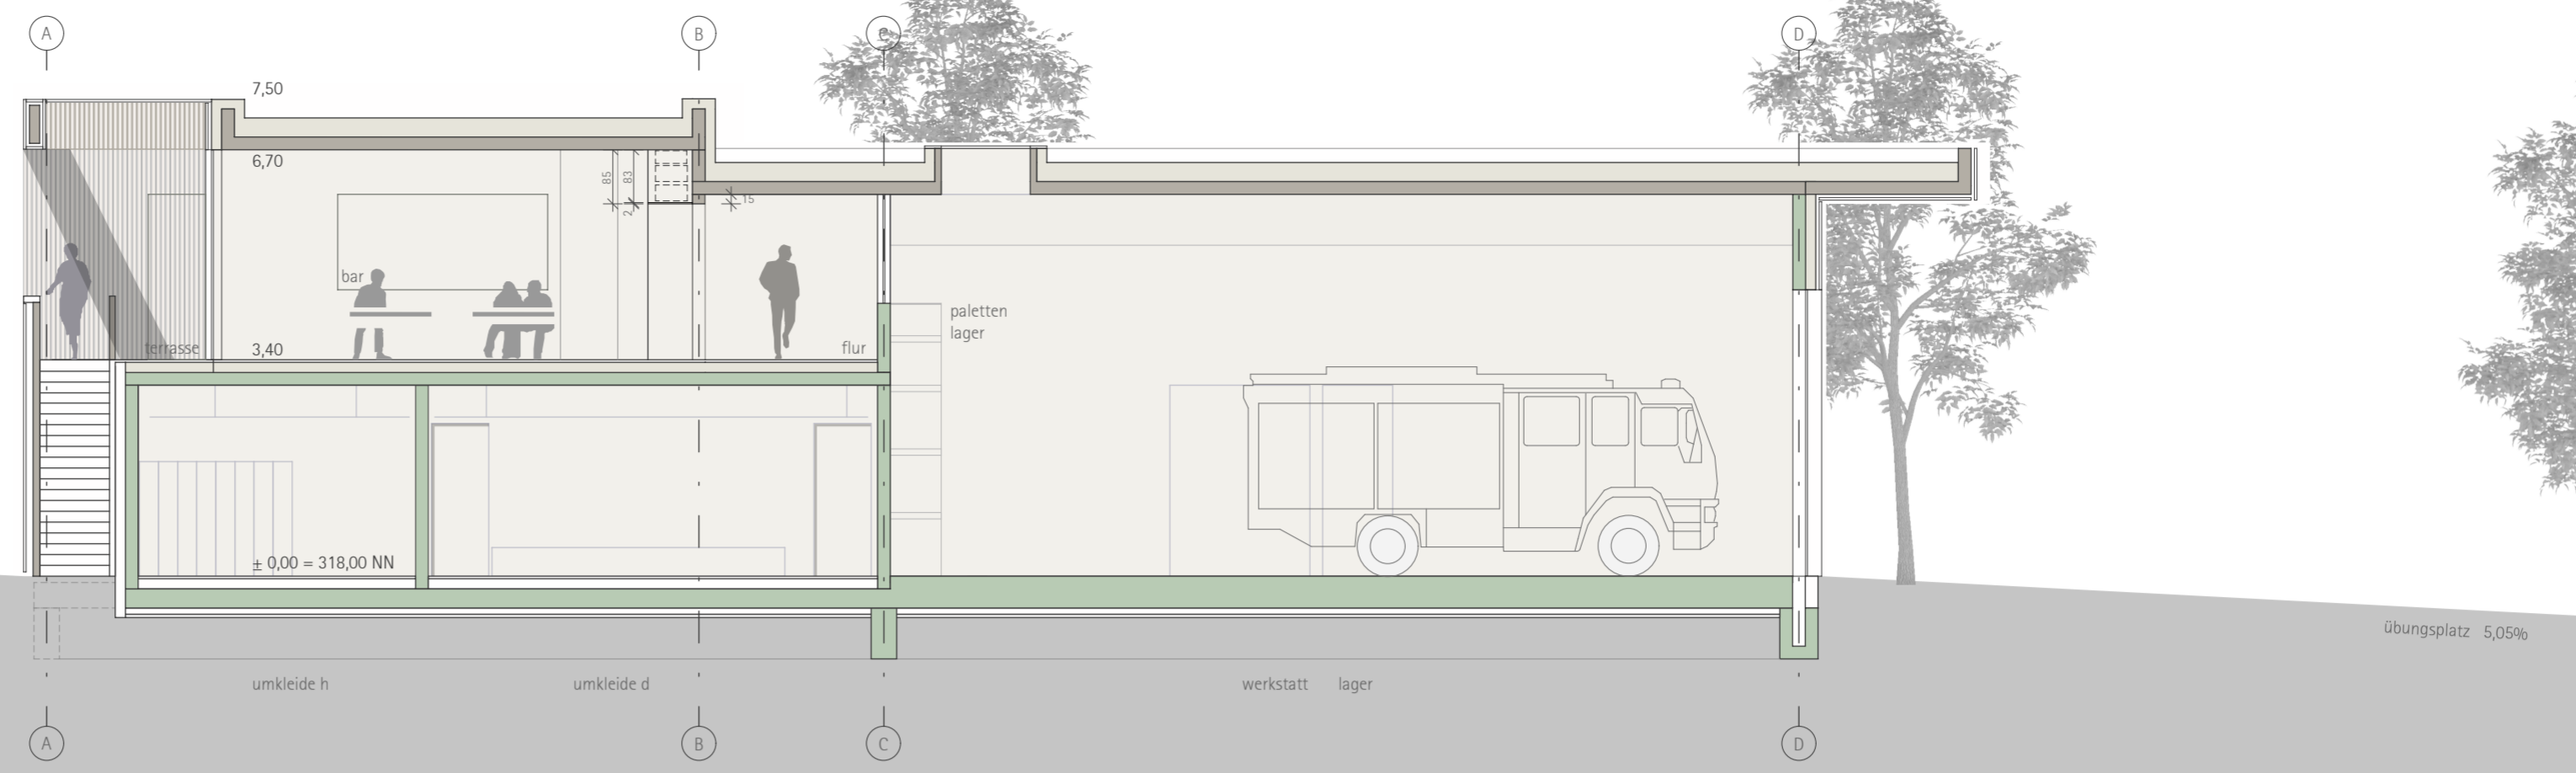 A
B
C
D
7,50
6,70
85
83
2
15
bar
paletten
lager
terrasse
3,40
flur
± 0,00 = 318,00 NN
übungsplatz 5,05%
umkleide h
umkleide d
werkstatt
lager
A
B
C
D